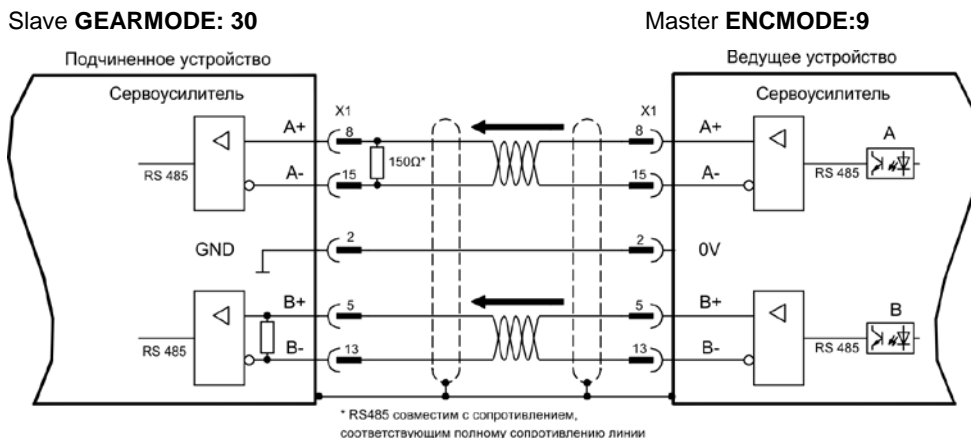 Slave GEARMODE: 30
Master ENCMODE:9
Подчиненное устройство
Ведущее устройство
Сервоусилитель
Сервоусилитель
A+ X1 8 8 X1 A+ A
150Ω*
RS 485 RS 485
A- 15 15 A-
GND 2 2 0V
B+ 5 5 B+ B
RS 485 RS 485
B- 13 13 B-
* RS485 совместим с сопротивлением,
соответствующим полному сопротивлению линии